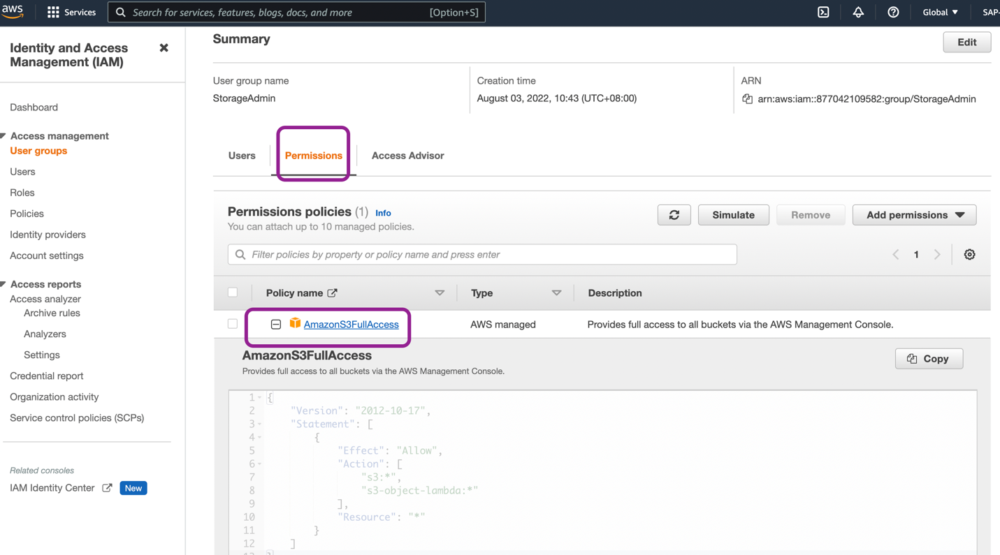 aws
Services
Search for services, features, blogs, docs, and more
[Option+S]
Global
SAP-
Identity and Access
Management (IAM)
Dashboard
Access management
User groups
Users
Roles
Policies
Identity providers
Account settings
Access reports
Access analyzer
Archive rules
Analyzers
Settings
Credential report
Organization activity
Service control policies (SCPs)
Related consoles
IAM Identity Center
New
Summary
Edit
User group name
StorageAdmin
Creation time
August 03, 2022, 10:43 (UTC+08:00)
ARN
arn:aws:iam::877042109582:group/StorageAdmin
Users
Permissions
Access Advisor
Permissions policies (1) Info
You can attach up to 10 managed policies.
Simulate
Remove
Add permissions
Filter policies by property or policy name and press enter
1
Policy name
Type
Description
AmazonS3FullAccess
AWS managed
Provides full access to all buckets via the AWS Management Console.
AmazonS3FullAccess
Provides full access to all buckets via the AWS Management Console.
Copy
1 {
2 "Version": "2012-10-17",
3 "Statement": [
4 {
5 "Effect": "Allow",
6 "Action": [
7 "s3:*",
8 "s3-object-lambda:*"
9 ],
10 "Resource": "*"
11 }
12 ]
13 }